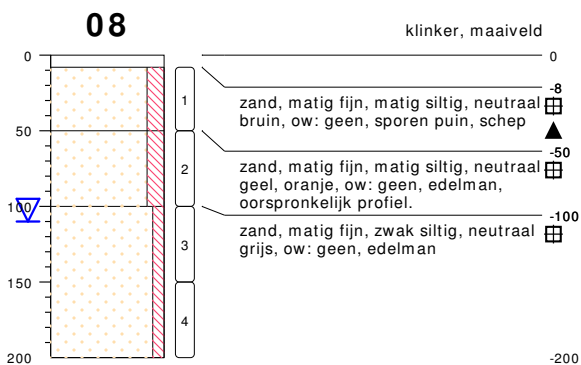 08
klinker, maaiveld
0
0
-8
1
zand, matig fijn, matig siltig, neutraal
bruin, ow: geen, sporen puin, schep
50
-50
2
zand, matig fijn, matig siltig, neutraal
geel, oranje, ow: geen, edelman,
oorspronkelijk profiel.
100
-100
3
zand, matig fijn, zwak siltig, neutraal
grijs, ow: geen, edelman
150
4
200
-200